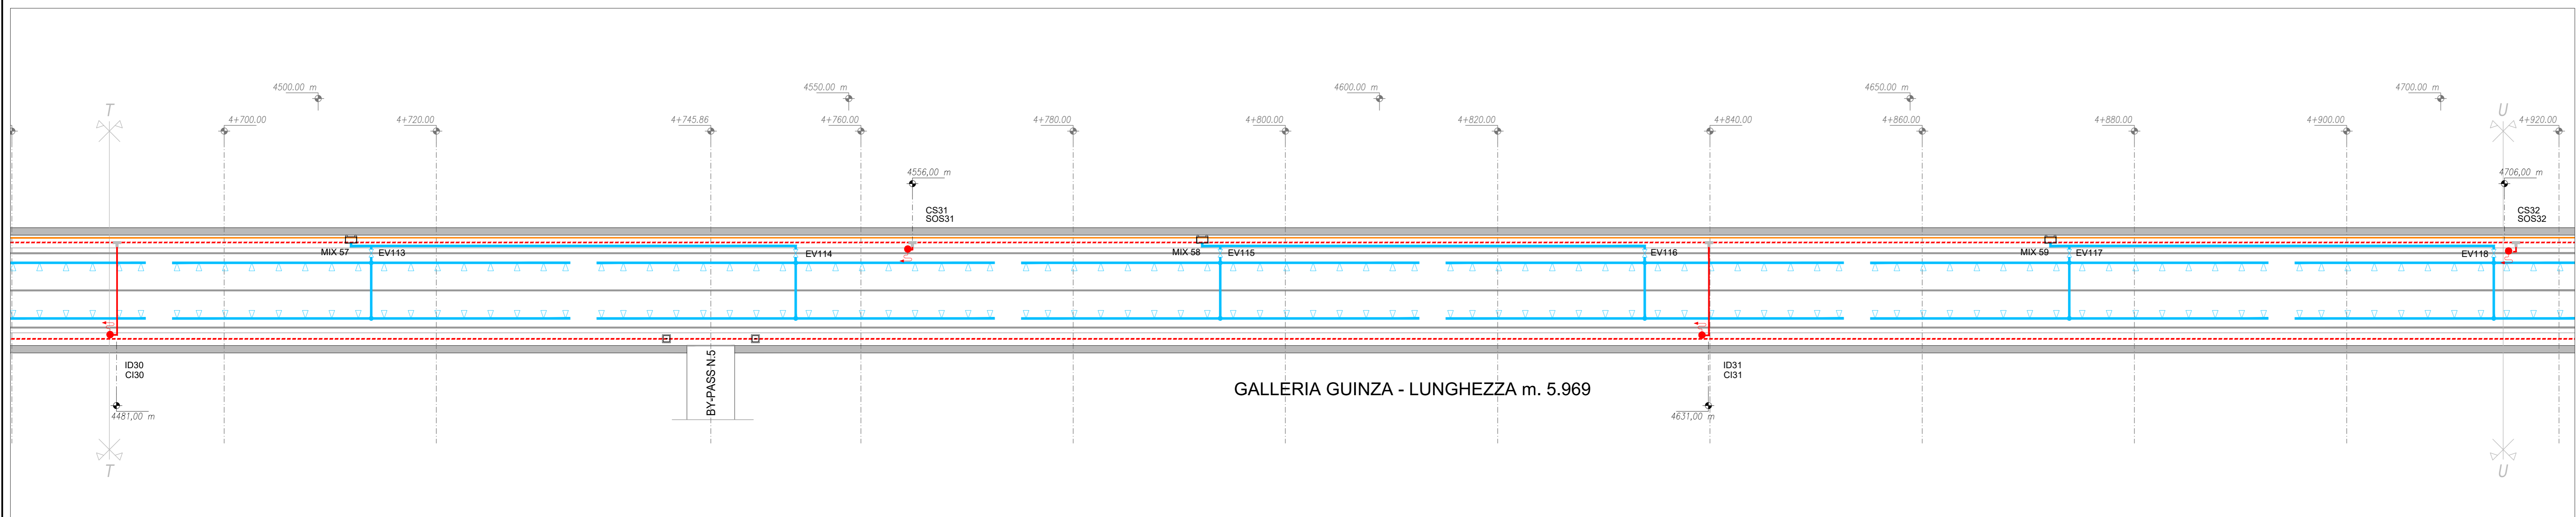 4500.00 m
4550.00 m
4600.00 m
4650.00 m
4700.00 m
T
U
4+700.00
4+720.00
4+745.86
4+760.00
4+780.00
4+800.00
4+820.00
4+840.00
4+860.00
4+880.00
4+900.00
4+920.00
4556,00 m
4706,00 m
CS31
SOS31
CS32
SOS32
MIX 57
EV113
EV114
MIX 58
EV115
EV116
MIX 59
EV117
EV118
ID30
CI30
BY-PASS N.5
ID31
CI31
GALLERIA GUINZA - LUNGHEZZA m. 5.969
4481,00 m
4631,00 m
T
U